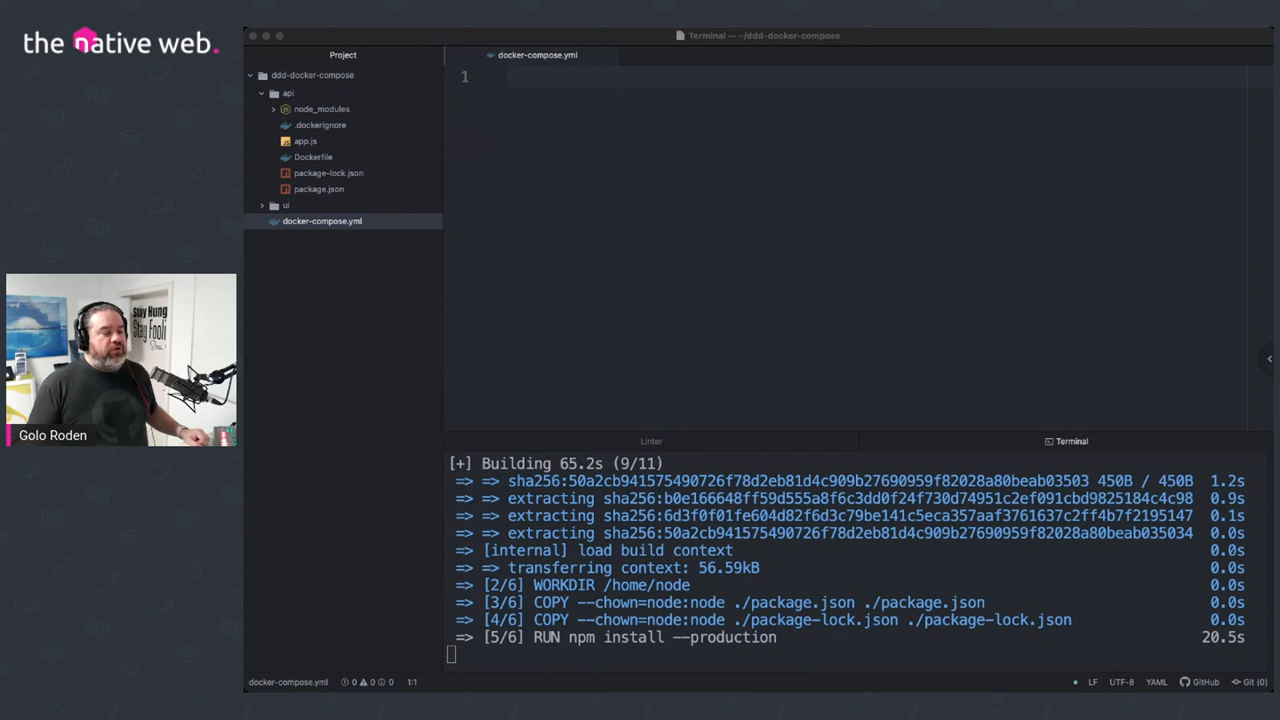 the native web.
Terminal — ~/ddd-docker-compose
Project
docker-compose.yml
ddd-docker-compose
api
node_modules
.dockerignore
app.js
Dockerfile
package-lock.json
package.json
ui
docker-compose.yml
1
Stay Hung
Stay Fooli
Golo Roden
Linter
Terminal
[+] Building 65.2s (9/11)
=> => sha256:50a2cb941575490726f78d2eb81d4c909b27690959f82028a80beab03503 450B / 450B 1.2s
=> => extracting sha256:b0e166648ff59d555a8f6c3dd0f24f730d74951c2ef091cbd9825184c4c98 0.9s
=> => extracting sha256:6d3f0f01fe604d82f6d3c79be141c5eca357aaf3761637c2ff4b7f2195147 0.1s
=> => extracting sha256:50a2cb941575490726f78d2eb81d4c909b27690959f82028a80beab035034 0.0s
=> [internal] load build context 0.0s
=> => transferring context: 56.59kB 0.0s
=> [2/6] WORKDIR /home/node 0.0s
=> [3/6] COPY --chown=node:node ./package.json ./package.json 0.0s
=> [4/6] COPY --chown=node:node ./package-lock.json ./package-lock.json 0.0s
=> [5/6] RUN npm install --production 20.5s
docker-compose.yml 0 0 0 1:1 LF UTF-8 YAML GitHub Git (0)